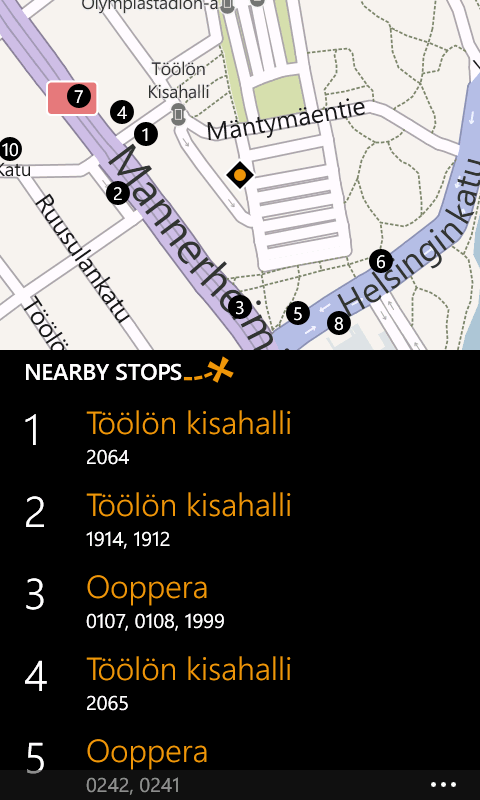 Olympiastadion-a
Töölön
Kisahalli
7
4
1
Mäntymäentie
10
Katu
2
Mannerheim
Ruusulankatu
Helsinginkatu
6
3
5
8
Töölö
NEARBY STOPS
1
Töölön kisahalli
2064
2
Töölön kisahalli
1914, 1912
3
Ooppera
0107, 0108, 1999
4
Töölön kisahalli
2065
5
Ooppera
0242, 0241